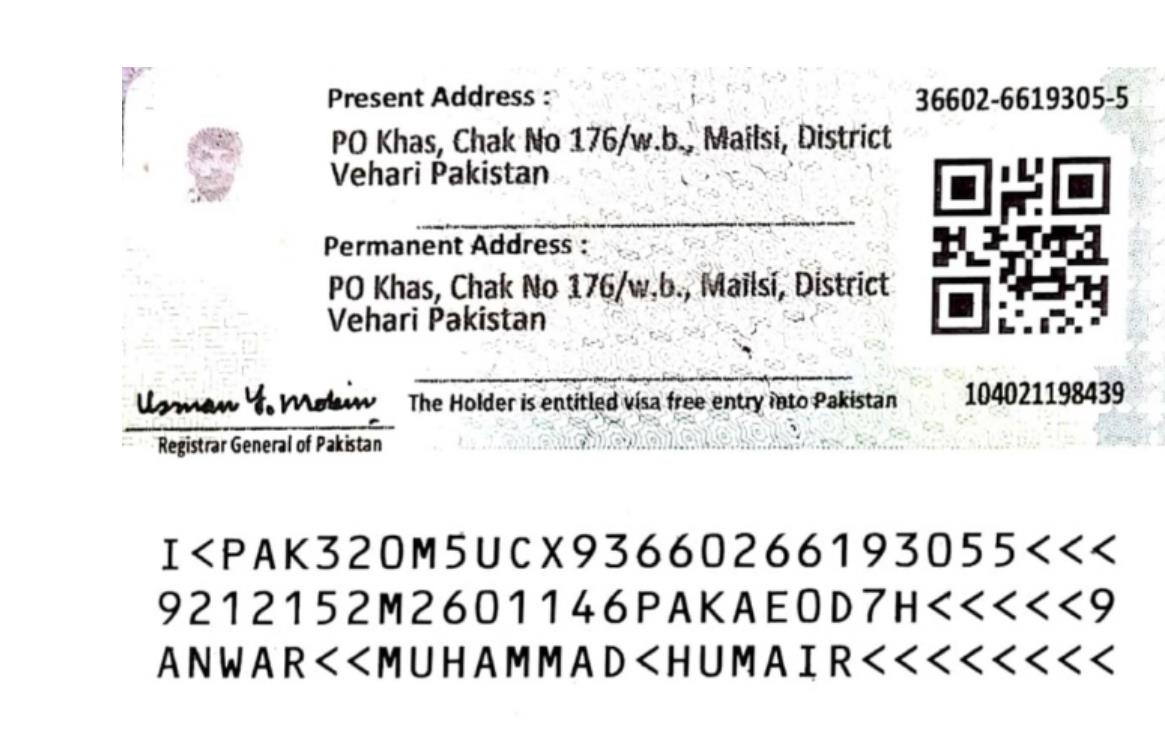 Present Address :
36602-6619305-5
PO Khas, Chak No 176/w.b., Mailsi, District
Vehari Pakistan
Permanent Address :
PO Khas, Chak No 176/w.b., Mailsi, District
Vehari Pakistan
Usman Y. Mobin
The Holder is entitled visa free entry into Pakistan
104021198439
Registrar General of Pakistan
I<PAK320M5UCX93660266193055<<<
9212152M2601146PAKAE0D7H<<<<<9
ANWAR<<MUHAMMAD<HUMAIR<<<<<<<<